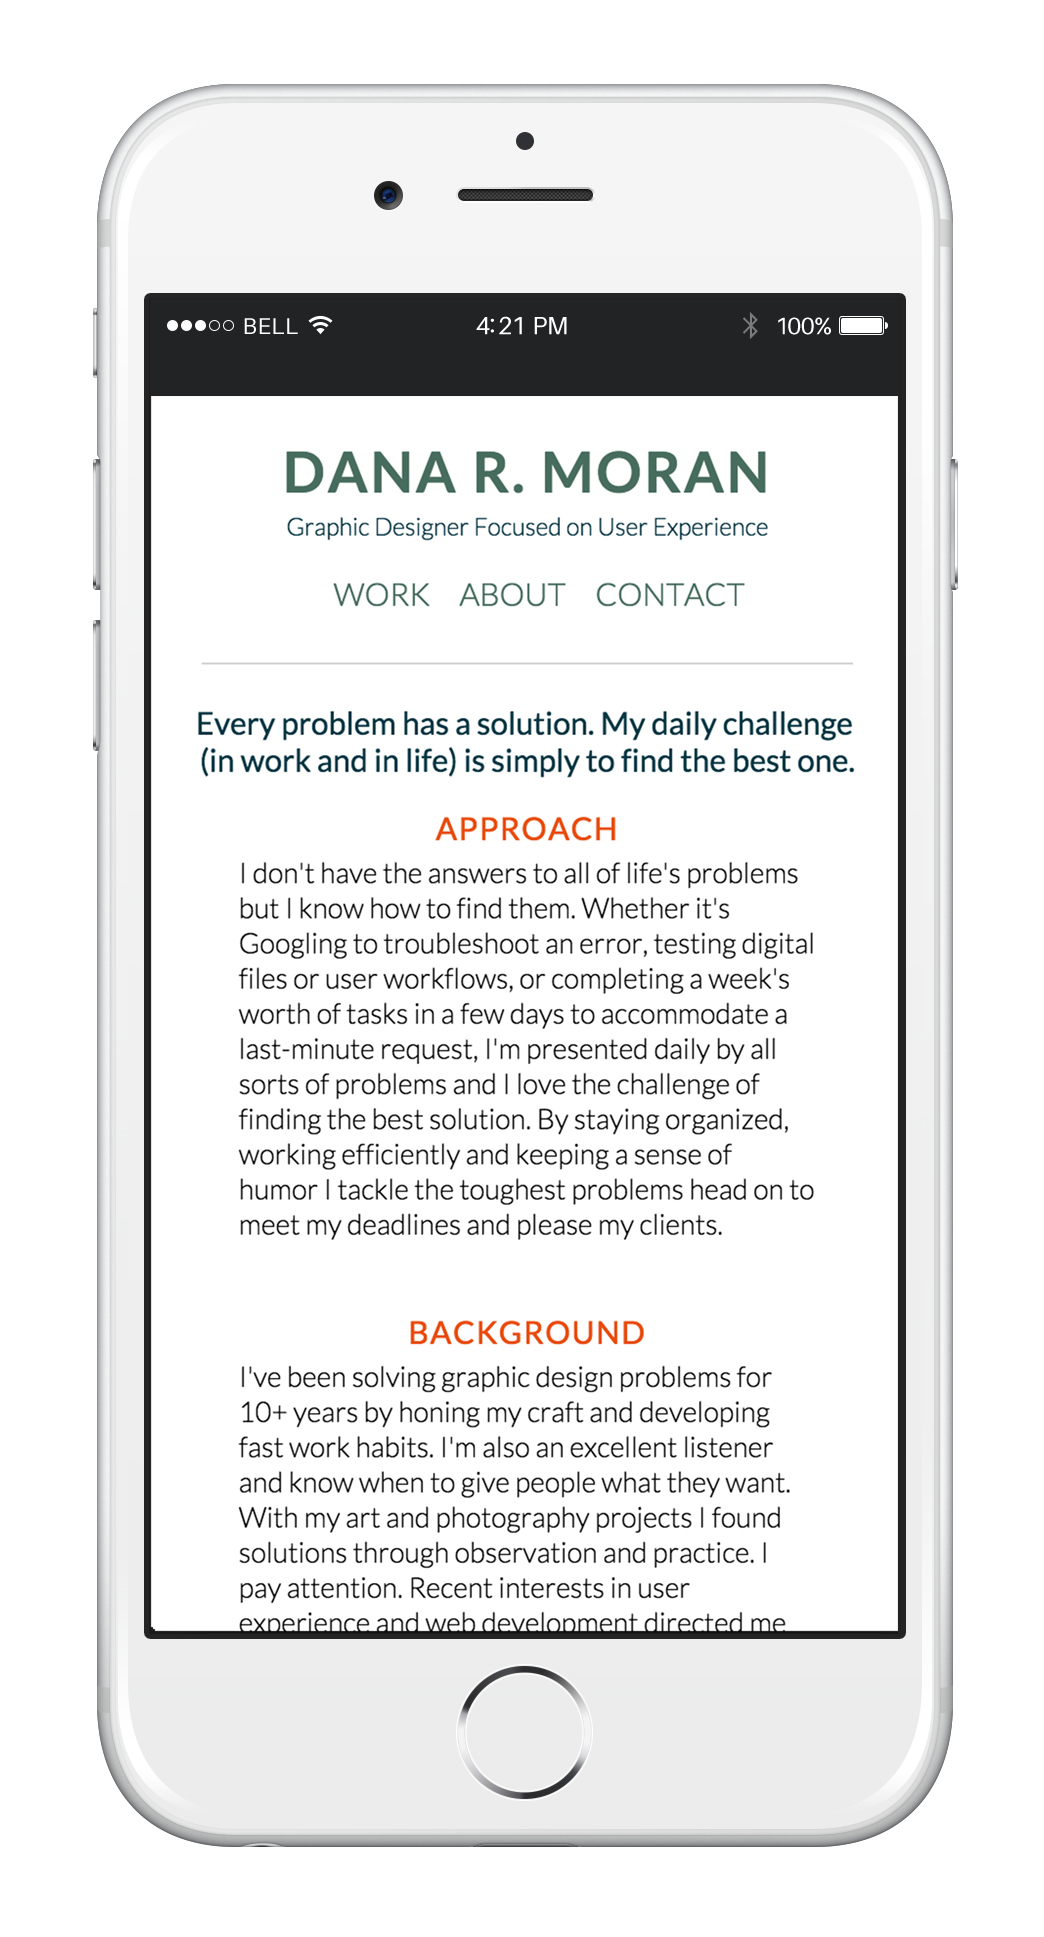 BELL 4:21 PM 100%
DANA R. MORAN
Graphic Designer Focused on User Experience
WORK ABOUT CONTACT
Every problem has a solution. My daily challenge
(in work and in life) is simply to find the best one.
APPROACH
I don't have the answers to all of life's problems
but I know how to find them. Whether it's
Googling to troubleshoot an error, testing digital
files or user workflows, or completing a week's
worth of tasks in a few days to accommodate a
last-minute request, I'm presented daily by all
sorts of problems and I love the challenge of
finding the best solution. By staying organized,
working efficiently and keeping a sense of
humor I tackle the toughest problems head on to
meet my deadlines and please my clients.
BACKGROUND
I've been solving graphic design problems for
10+ years by honing my craft and developing
fast work habits. I'm also an excellent listener
and know when to give people what they want.
With my art and photography projects I found
solutions through observation and practice. I
pay attention. Recent interests in user
experience and web development directed me